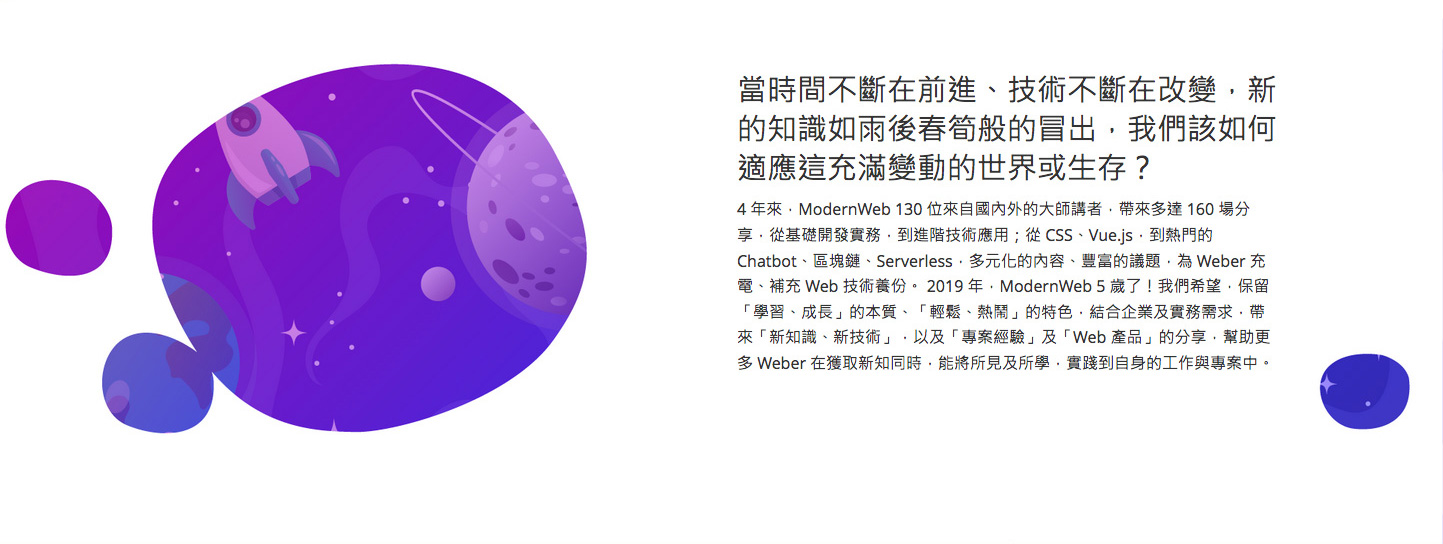 當時間不斷在前進、技術不斷在改變，新
的知識如雨後春筍般的冒出，我們該如何
適應這充滿變動的世界或生存？
4 年來，ModernWeb 130 位來自國內外的大師講者，帶來多達 160 場分
享，從基礎開發實務，到進階技術應用；從 CSS、Vue.js，到熱門的
Chatbot、區塊鏈、Serverless，多元化的內容、豐富的議題，為 Weber 充
電、補充 Web 技術養份。 2019 年，ModernWeb 5 歲了！我們希望，保留
「學習、成長」的本質、「輕鬆、熱鬧」的特色，結合企業及實務需求，帶
來「新知識、新技術」，以及「專案經驗」及「Web 產品」的分享，幫助更
多 Weber 在獲取新知同時，能將所見及所學，實踐到自身的工作與專案中。